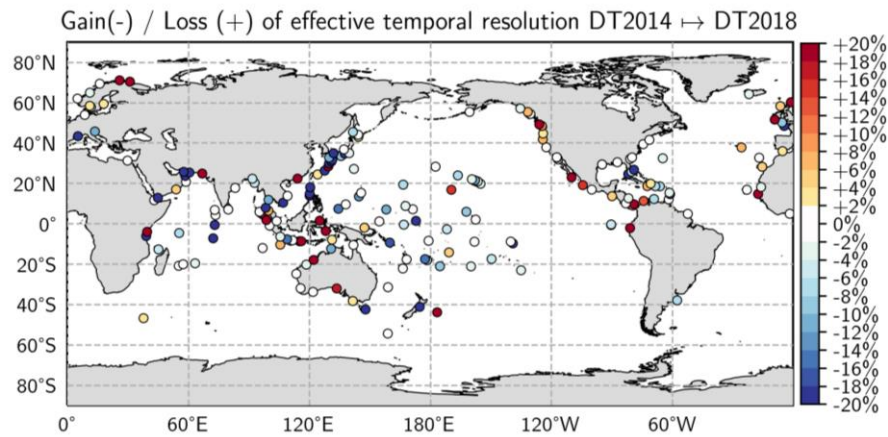 Gain(-) / Loss (+) of effective temporal resolution DT2014 ↦ DT2018
80°N
60°N
40°N
20°N
0°
20°S
40°S
60°S
80°S
0°
60°E
120°E
180°E
120°W
60°W
+20%
+18%
+16%
+14%
+12%
+10%
+8%
+6%
+4%
+2%
0%
-2%
-4%
-6%
-8%
-10%
-12%
-14%
-16%
-18%
-20%